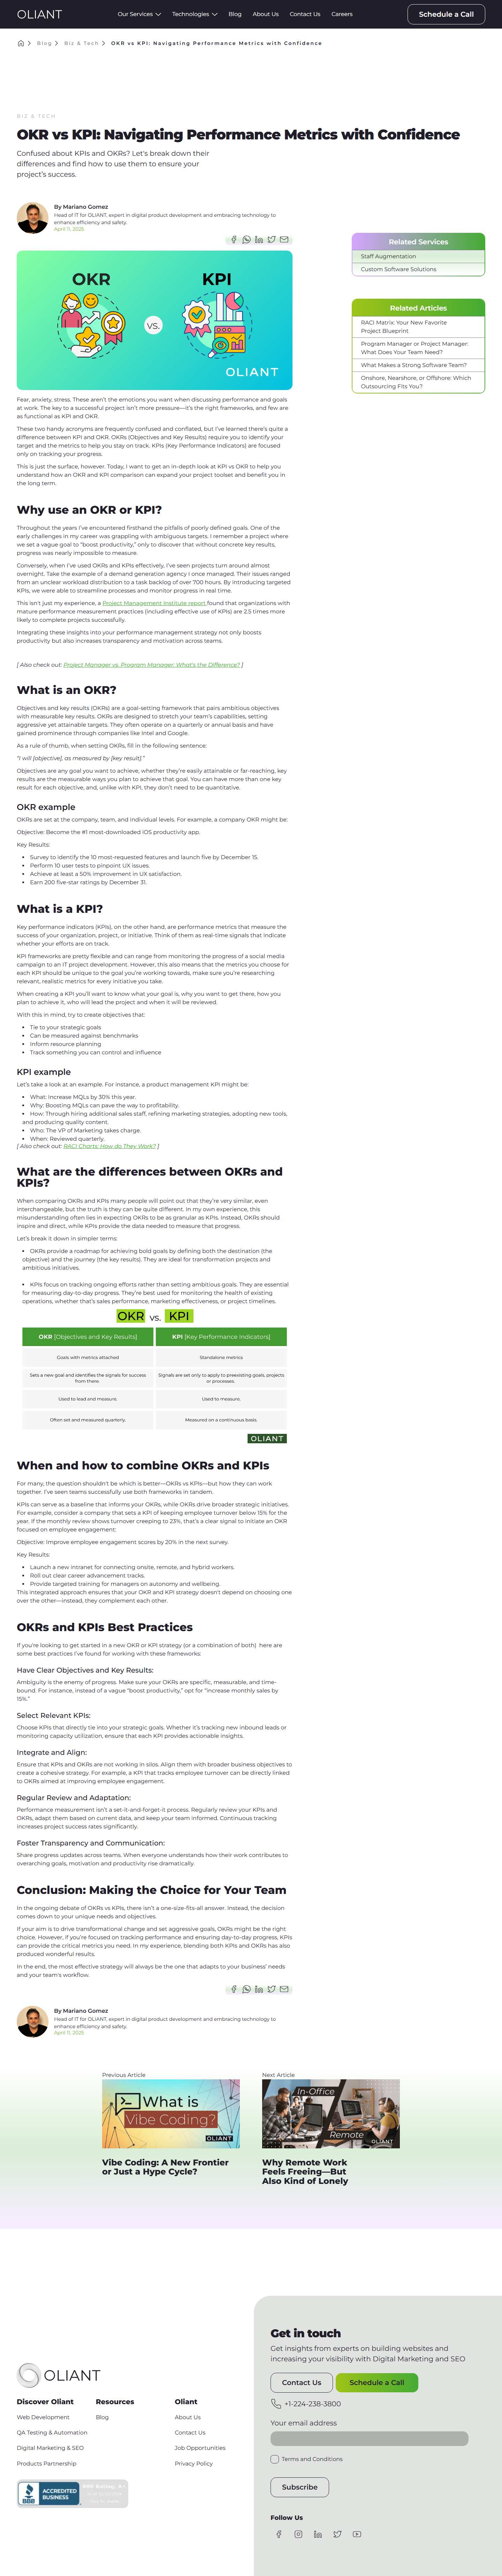 OLIANT
Our Services
Technologies
Blog
About Us
Contact Us
Careers
Schedule a Call
Blog
Biz & Tech
OKR vs KPI: Navigating Performance Metrics with Confidence
BIZ & TECH
OKR vs KPI: Navigating Performance Metrics with Confidence
Confused about KPIs and OKRs? Let's break down their
differences and find how to use them to ensure your
project's success.
By Mariano Gomez
Head of IT for OLIANT, expert in digital product development and embracing technology to
enhance efficiency and safety.
April 11, 2025
OKR
KPI
VS.
OLIANT
Related Services
Staff Augmentation
Custom Software Solutions
Related Articles
RACI Matrix: Your New Favorite
Project Blueprint
Program Manager or Project Manager:
What Does Your Team Need?
What Makes a Strong Software Team?
Onshore, Nearshore, or Offshore: Which
Outsourcing Fits You?
Fear, anxiety, stress. These aren't the emotions you want when discussing performance and goals
at work. The key to a successful project isn't more pressure—it's the right frameworks, and few are
as functional as KPI and OKR.
These two handy acronyms are frequently confused and conflated, but I've learned there's quite a
difference between KPI and OKR. OKRs (Objectives and Key Results) require you to identify your
target and the metrics to help you stay on track. KPIs (Key Performance Indicators) are focused
only on tracking your progress.
This is just the surface, however. Today, I want to get an in-depth look at KPI vs OKR to help you
understand how an OKR and KPI comparison can expand your project toolset and benefit you in
the long term.
Why use an OKR or KPI?
Throughout the years I've encountered firsthand the pitfalls of poorly defined goals. One of the
early challenges in my career was grappling with ambiguous targets. I remember a project where
we set a vague goal to "boost productivity," only to discover that without concrete key results,
progress was nearly impossible to measure.
Conversely, when I've used OKRs and KPIs effectively, I've seen projects turn around almost
overnight. Take the example of a demand generation agency I once managed. Their issues ranged
from an unclear workload distribution to a task backlog of over 700 hours. By introducing targeted
KPIs, we were able to streamline resources and monitor progress in real time.
This isn't just my experience, a Project Management Institute report found that organizations with
mature performance measurement practices (including effective use of KPIs) are 2.5 times more
likely to complete projects successfully.
Integrating these insights into your performance management strategy not only boosts
productivity but also increases transparency and motivation across teams.
[ Also check out: Project Manager vs. Program Manager: What's the Difference? ]
What is an OKR?
Objectives and key results (OKRs) are a goal-setting framework that pairs ambitious objectives
with measurable key results. OKRs are designed to stretch your team's capabilities, setting
aggressive yet attainable targets. They often operate on a quarterly or annual basis and have
gained prominence through companies like Intel and Google.
As a rule of thumb, when setting OKRs, fill in the following sentence:
"I will [objective], as measured by [key result]."
Objectives are any goal you want to achieve, whether they're easily attainable or far-reaching, key
results are the measurable ways you plan to achieve that goal. You can have more than one key
result for each objective, and, unlike with KPI, they don't need to be quantitative.
OKR example
OKRs are set at the company, team, and individual levels. For example, a company OKR might be:
Objective: Become the #1 most-downloaded iOS productivity app.
Key Results:
• Survey to identify the 10 most-requested features and launch five by December 15.
• Perform 10 user tests to pinpoint UX issues.
• Achieve at least a 50% improvement in UX satisfaction.
• Earn 200 five-star ratings by December 31.
What is a KPI?
Key performance indicators (KPIs), on the other hand, are performance metrics that measure the
success of your organization, project, or initiative. Think of them as real-time signals that indicate
whether your efforts are on track.
KPI frameworks are pretty flexible and can range from monitoring the progress of a social media
campaign to an IT project development. However, this also means that the metrics you choose for
each KPI should be unique to the goal you're working towards, make sure you're researching
relevant, realistic metrics for every initiative you take.
When creating a KPI you'll want to know what your goal is, why you want to get there, how you
plan to achieve it, who will lead the project and when it will be reviewed.
With this in mind, try to create objectives that:
• Tie to your strategic goals
• Can be measured against benchmarks
• Inform resource planning
• Track something you can control and influence
KPI example
Let's take a look at an example. For instance, a product management KPI might be:
• What: Increase MQLs by 30% this year.
• Why: Boosting MQLs can pave the way to profitability.
• How: Through hiring additional sales staff, refining marketing strategies, adopting new tools,
and producing quality content.
• Who: The VP of Marketing takes charge.
• When: Reviewed quarterly.
[ Also check out: RACI Charts: How do They Work? ]
What are the differences between OKRs and
KPIs?
When comparing OKRs and KPIs many people will point out that they're very similar, even
interchangeable, but the truth is they can be quite different. In my own experience, this
misunderstanding often lies in expecting OKRs to be as granular as KPIs. Instead, OKRs should
inspire and direct, while KPIs provide the data needed to measure that progress.
Let's break it down in simpler terms:
• OKRs provide a roadmap for achieving bold goals by defining both the destination (the
objective) and the journey (the key results). They are ideal for transformation projects and
ambitious initiatives.
• KPIs focus on tracking ongoing efforts rather than setting ambitious goals. They are essential
for measuring day-to-day progress. They're best used for monitoring the health of existing
operations, whether that's sales performance, marketing effectiveness, or project timelines.
OKR vs. KPI
OKR [Objectives and Key Results]
KPI [Key Performance Indicators]
Goals with metrics attached
Standalone metrics
Sets a new goal and identifies the signals for success
from there.
Signals are set only to apply to preexisting goals, projects
or processes.
Used to lead and measure.
Used to measure.
Often set and measured quarterly.
Measured on a continuous basis.
OLIANT
When and how to combine OKRs and KPIs
For many, the question shouldn't be which is better—OKRs vs KPIs—but how they can work
together. I've seen teams successfully use both frameworks in tandem.
KPIs can serve as a baseline that informs your OKRs, while OKRs drive broader strategic initiatives.
For example, consider a company that sets a KPI of keeping employee turnover below 15% for the
year. If the monthly review shows turnover creeping to 23%, that's a clear signal to initiate an OKR
focused on employee engagement:
Objective: Improve employee engagement scores by 20% in the next survey.
Key Results:
• Launch a new intranet for connecting onsite, remote, and hybrid workers.
• Roll out clear career advancement tracks.
• Provide targeted training for managers on autonomy and wellbeing.
This integrated approach ensures that your OKR and KPI strategy doesn't depend on choosing one
over the other—instead, they complement each other.
OKRs and KPIs Best Practices
If you're looking to get started in a new OKR or KPI strategy (or a combination of both) here are
some best practices I've found for working with these frameworks:
Have Clear Objectives and Key Results:
Ambiguity is the enemy of progress. Make sure your OKRs are specific, measurable, and time-
bound. For instance, instead of a vague "boost productivity," opt for "increase monthly sales by
15%."
Select Relevant KPIs:
Choose KPIs that directly tie into your strategic goals. Whether it's tracking new inbound leads or
monitoring capacity utilization, ensure that each KPI provides actionable insights.
Integrate and Align:
Ensure that KPIs and OKRs are not working in silos. Align them with broader business objectives to
create a cohesive strategy. For example, a KPI that tracks employee turnover can be directly linked
to OKRs aimed at improving employee engagement.
Regular Review and Adaptation:
Performance measurement isn't a set-it-and-forget-it process. Regularly review your KPIs and
OKRs, adapt them based on current data, and keep your team informed. Continuous tracking
increases project success rates significantly.
Foster Transparency and Communication:
Share progress updates across teams. When everyone understands how their work contributes to
overarching goals, motivation and productivity rise dramatically.
Conclusion: Making the Choice for Your Team
In the ongoing debate of OKRs vs KPIs, there isn't a one-size-fits-all answer. Instead, the decision
comes down to your unique needs and objectives.
If your aim is to drive transformational change and set aggressive goals, OKRs might be the right
choice. However, if you're focused on tracking performance and ensuring day-to-day progress, KPIs
can provide the critical metrics you need. In my experience, blending both KPIs and OKRs has also
produced wonderful results.
In the end, the most effective strategy will always be the one that adapts to your business' needs
and your team's workflow.
By Mariano Gomez
Head of IT for OLIANT, expert in digital product development and embracing technology to
enhance efficiency and safety.
April 11, 2025
Previous Article
What is
Vibe Coding?
OLIANT
Vibe Coding: A New Frontier
or Just a Hype Cycle?
Next Article
In-Office
Remote
OLIANT
Why Remote Work
Feels Freeing—But
Also Kind of Lonely
OLIANT
Discover Oliant
Web Development
QA Testing & Automation
Digital Marketing & SEO
Products Partnership
Resources
Blog
Oliant
About Us
Contact Us
Job Opportunities
Privacy Policy
BBB
ACCREDITED
BUSINESS
Get in touch
Get insights from experts on building websites and
increasing your visibility with Digital Marketing and SEO
Contact Us
Schedule a Call
+1-224-238-3800
Your email address
Terms and Conditions
Subscribe
Follow Us